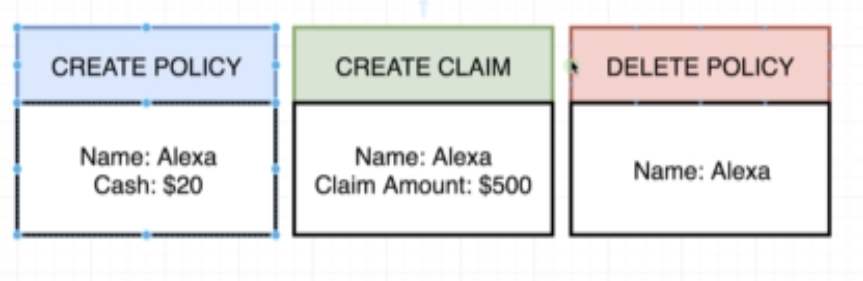 CREATE POLICY
Name: Alexa
Cash: $20
CREATE CLAIM
Name: Alexa
Claim Amount: $500
DELETE POLICY
Name: Alexa